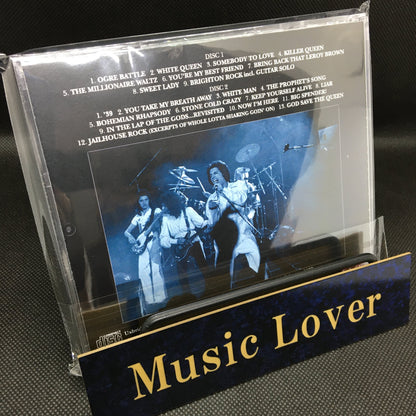 DISC 1
1. OGRE BATTLE 2. WHITE QUEEN 3. SOMEBODY TO LOVE 4. KILLER QUEEN
5. THE MILLIONAIRE WALTZ 6. YOU'RE MY BEST FRIEND 7. BRING BACK THAT LEROY BROWN
8. SWEET LADY 9. BRIGHTON ROCK incl. GUITAR SOLO
DISC 2
1. '39 2. YOU TAKE MY BREATH AWAY 3. WHITE MAN 4. THE PROPHET'S SONG
5. BOHEMIAN RHAPSODY 6. STONE COLD CRAZY 7. KEEP YOURSELF ALIVE 8. LIAR
9. IN THE LAP OF THE GODS...REVISITED 10. NOW I'M HERE 11. BIG SPENDER!
12. JAILHOUSE ROCK (EXCERPTS OF WHOLE LOTTA SHAKING GOIN' ON) 13. GOD SAVE THE QUEEN
disc
Music Lover